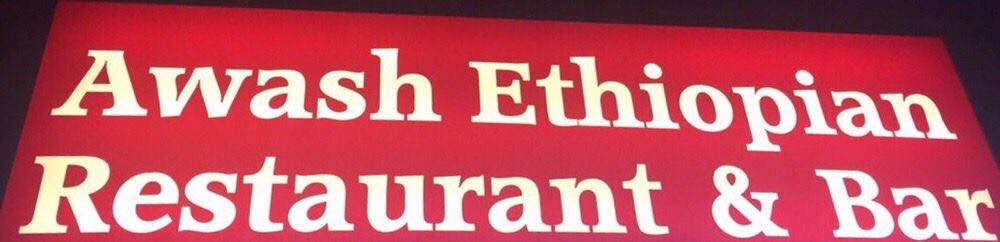 Awash Ethiopian
Restaurant & Bar